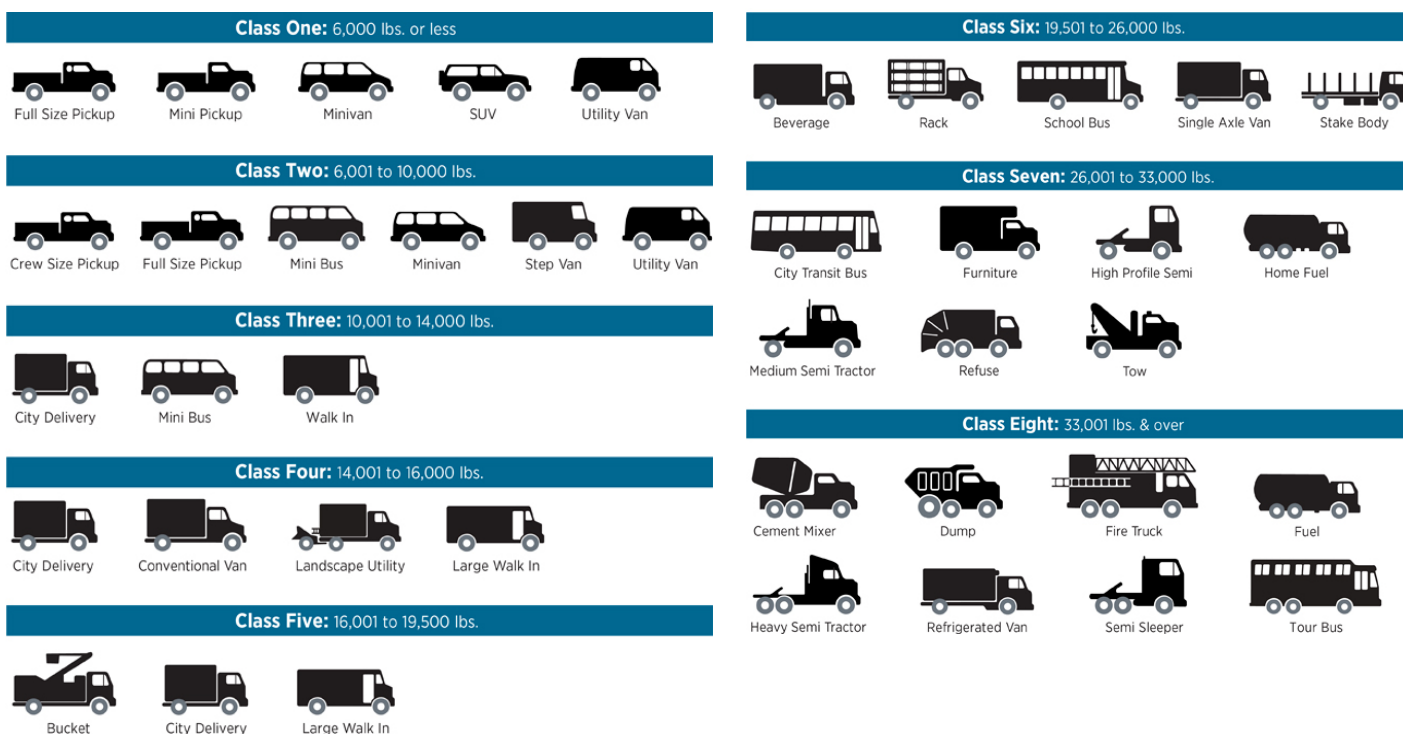 Class One: 6,000 lbs. or less
Full Size Pickup Mini Pickup Minivan SUV Utility Van
Class Two: 6,001 to 10,000 lbs.
Crew Size Pickup Full Size Pickup Mini Bus Minivan Step Van Utility Van
Class Three: 10,001 to 14,000 lbs.
City Delivery Mini Bus Walk In
Class Four: 14,001 to 16,000 lbs.
City Delivery Conventional Van Landscape Utility Large Walk In
Class Five: 16,001 to 19,500 lbs.
Bucket City Delivery Large Walk In
Class Six: 19,501 to 26,000 lbs.
Beverage Rack School Bus Single Axle Van Stake Body
Class Seven: 26,001 to 33,000 lbs.
City Transit Bus Furniture High Profile Semi Home Fuel
Medium Semi Tractor Refuse Tow
Class Eight: 33,001 lbs. & over
Cement Mixer Dump Fire Truck Fuel
Heavy Semi Tractor Refrigerated Van Semi Sleeper Tour Bus